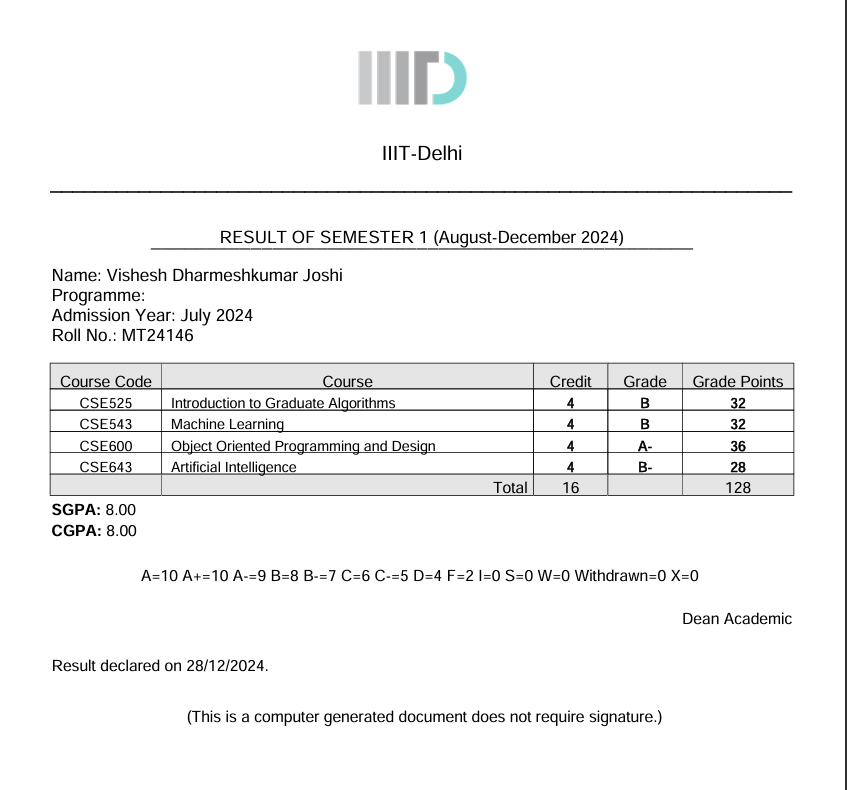 IIITD
IIIT-Delhi
RESULT OF SEMESTER 1 (August-December 2024)
Name: Vishesh Dharmeshkumar Joshi
Programme:
Admission Year: July 2024
Roll No.: MT24146
Course Code Course Credit Grade Grade Points
CSE525 Introduction to Graduate Algorithms 4 B 32
CSE543 Machine Learning 4 B 32
CSE600 Object Oriented Programming and Design 4 A- 36
CSE643 Artificial Intelligence 4 B- 28
Total 16 128
SGPA: 8.00
CGPA: 8.00
A=10 A+=10 A-=9 B=8 B-=7 C=6 C-=5 D=4 F=2 I=0 S=0 W=0 Withdrawn=0 X=0
Dean Academic
Result declared on 28/12/2024.
(This is a computer generated document does not require signature.)